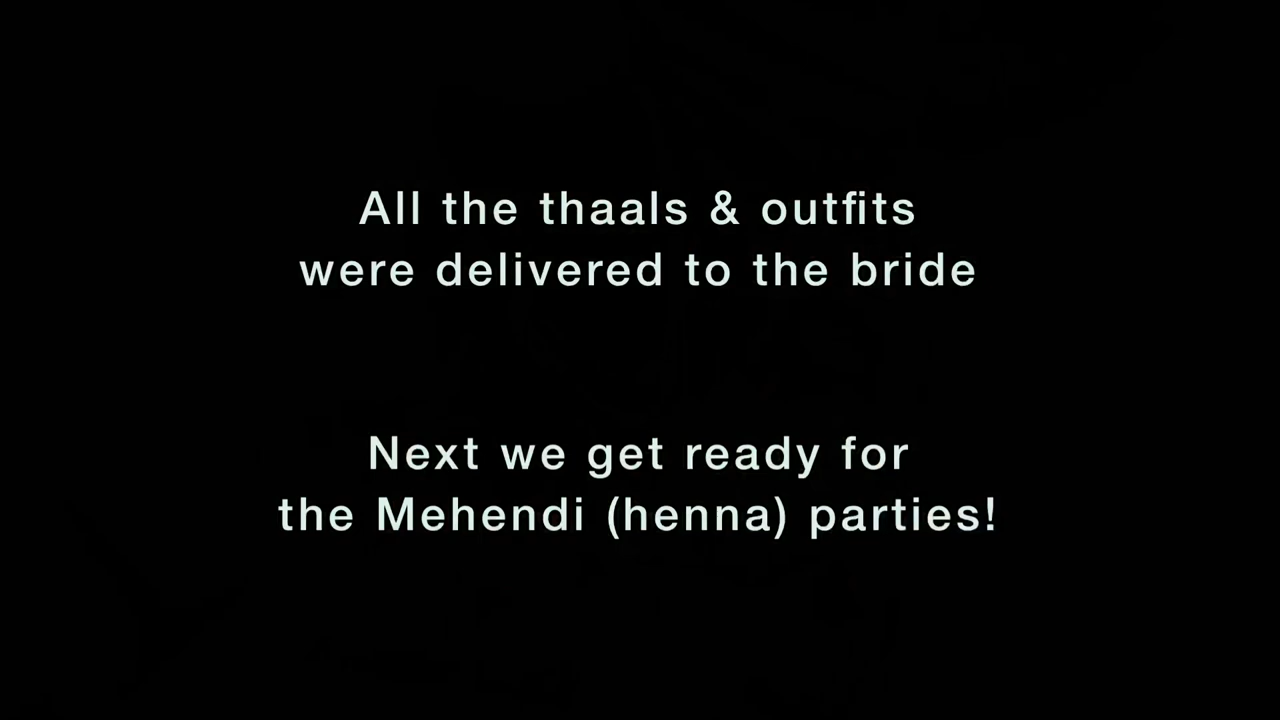 All the thaals & outfits
were delivered to the bride
Next we get ready for
the Mehendi (henna) parties!